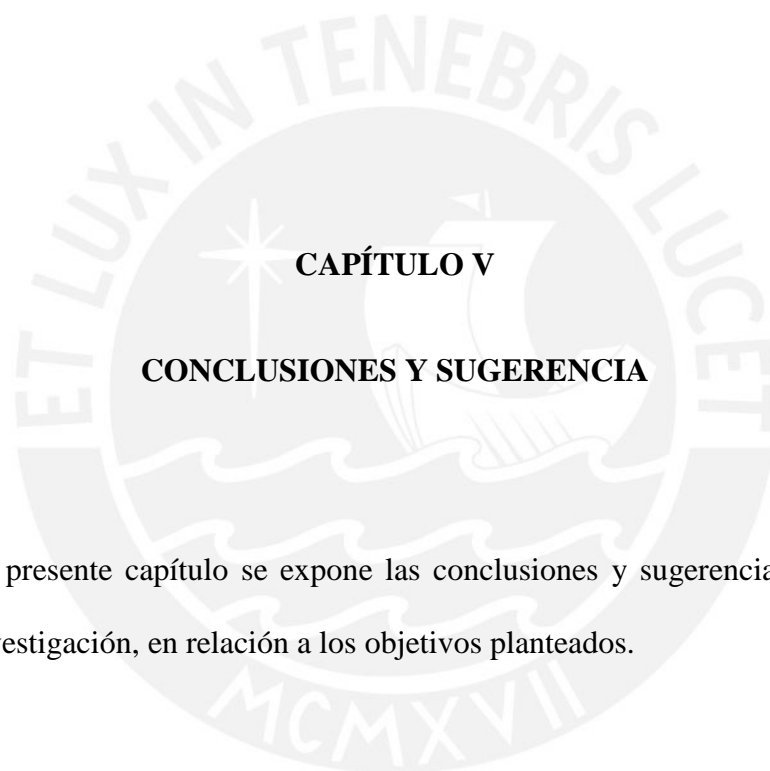 ET LUX IN TENEBRIS LUCET
CAPÍTULO V
CONCLUSIONES Y SUGERENCIA
presente capítulo se expone las conclusiones y sugerencia
estigación, en relación a los objetivos planteados.
MCMXVII